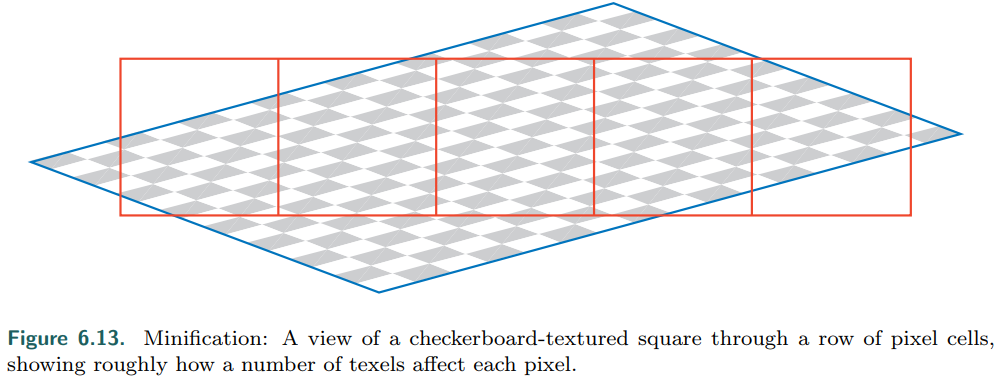 Figure 6.13. Minification: A view of a checkerboard-textured square through a row of pixel cells,
showing roughly how a number of texels affect each pixel.